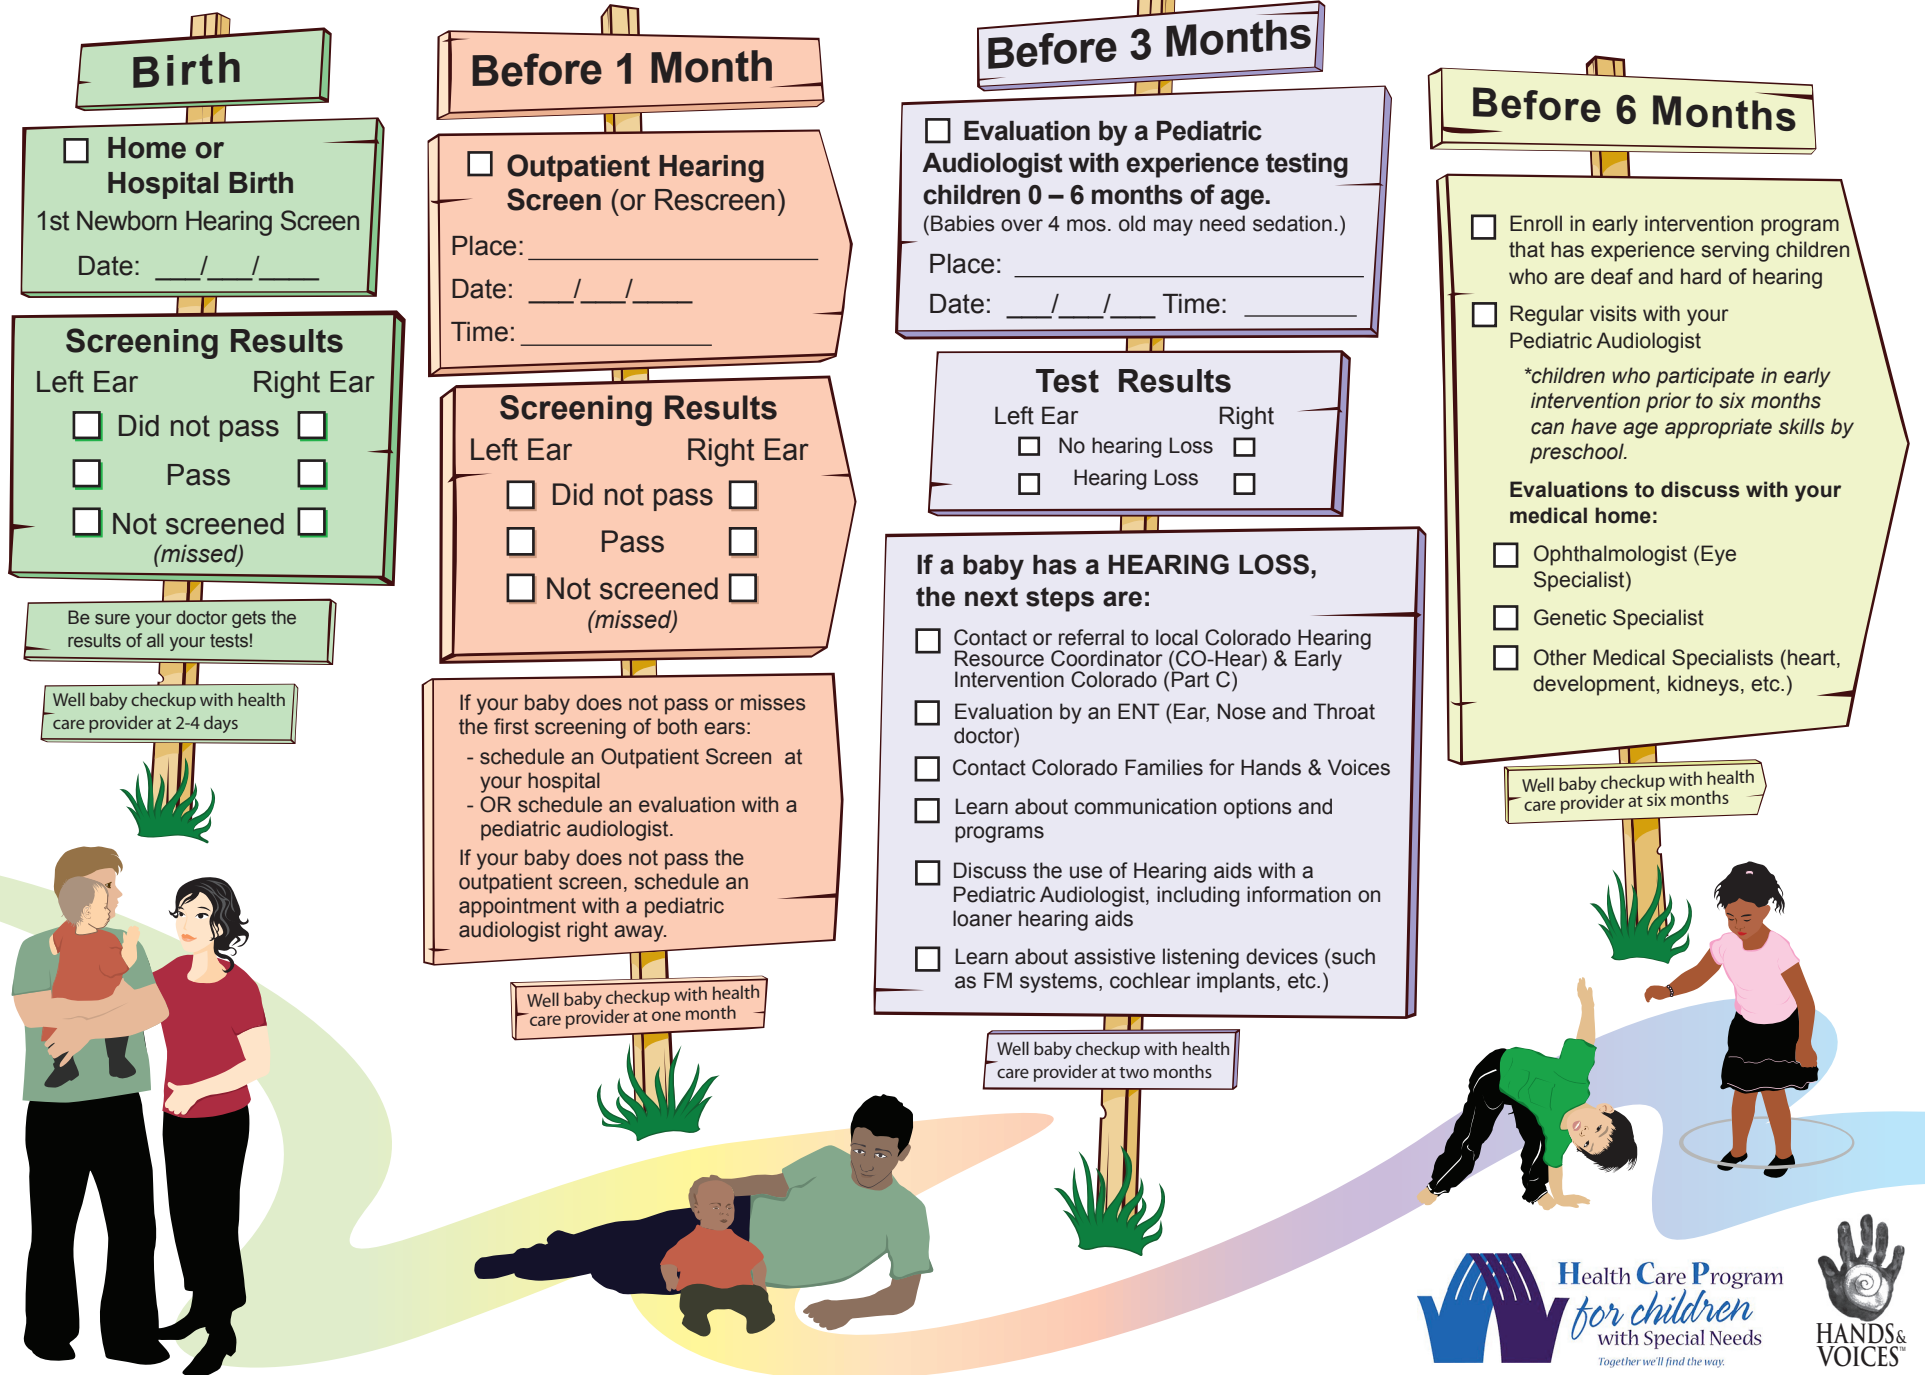 Birth
Home or
Hospital Birth
1st Newborn Hearing Screen
Date: ___/___/____
Screening Results
Left Ear Right Ear
Did not pass
Pass
Not screened
(missed)
Be sure your doctor gets the
results of all your tests!
Well baby checkup with health
care provider at 2-4 days
Before 1 Month
Outpatient Hearing
Screen (or Rescreen)
Place: ____________________
Date: ___/___/____
Time: _____________
Screening Results
Left Ear Right Ear
Did not pass
Pass
Not screened
(missed)
If your baby does not pass or misses
the first screening of both ears:
- schedule an Outpatient Screen at
your hospital
- OR schedule an evaluation with a
pediatric audiologist.
If your baby does not pass the
outpatient screen, schedule an
appointment with a pediatric
audiologist right away.
Well baby checkup with health
care provider at one month
Before 3 Months
Evaluation by a Pediatric
Audiologist with experience testing
children 0 – 6 months of age.
(Babies over 4 mos. old may need sedation.)
Place: ________________________
Date: ___/___/___ Time: ________
Test Results
Left Ear Right
No hearing Loss
Hearing Loss
If a baby has a HEARING LOSS,
the next steps are:
Contact or referral to local Colorado Hearing
Resource Coordinator (CO-Hear) & Early
Intervention Colorado (Part C)
Evaluation by an ENT (Ear, Nose and Throat
doctor)
Contact Colorado Families for Hands & Voices
Learn about communication options and
programs
Discuss the use of Hearing aids with a
Pediatric Audiologist, including information on
loaner hearing aids
Learn about assistive listening devices (such
as FM systems, cochlear implants, etc.)
Well baby checkup with health
care provider at two months
Before 6 Months
Enroll in early intervention program
that has experience serving children
who are deaf and hard of hearing
Regular visits with your
Pediatric Audiologist
*children who participate in early
intervention prior to six months
can have age appropriate skills by
preschool.
Evaluations to discuss with your
medical home:
Ophthalmologist (Eye
Specialist)
Genetic Specialist
Other Medical Specialists (heart,
development, kidneys, etc.)
Well baby checkup with health
care provider at six months
Health Care Program
for children
with Special Needs
Together we'll find the way.
HANDS &
VOICES™